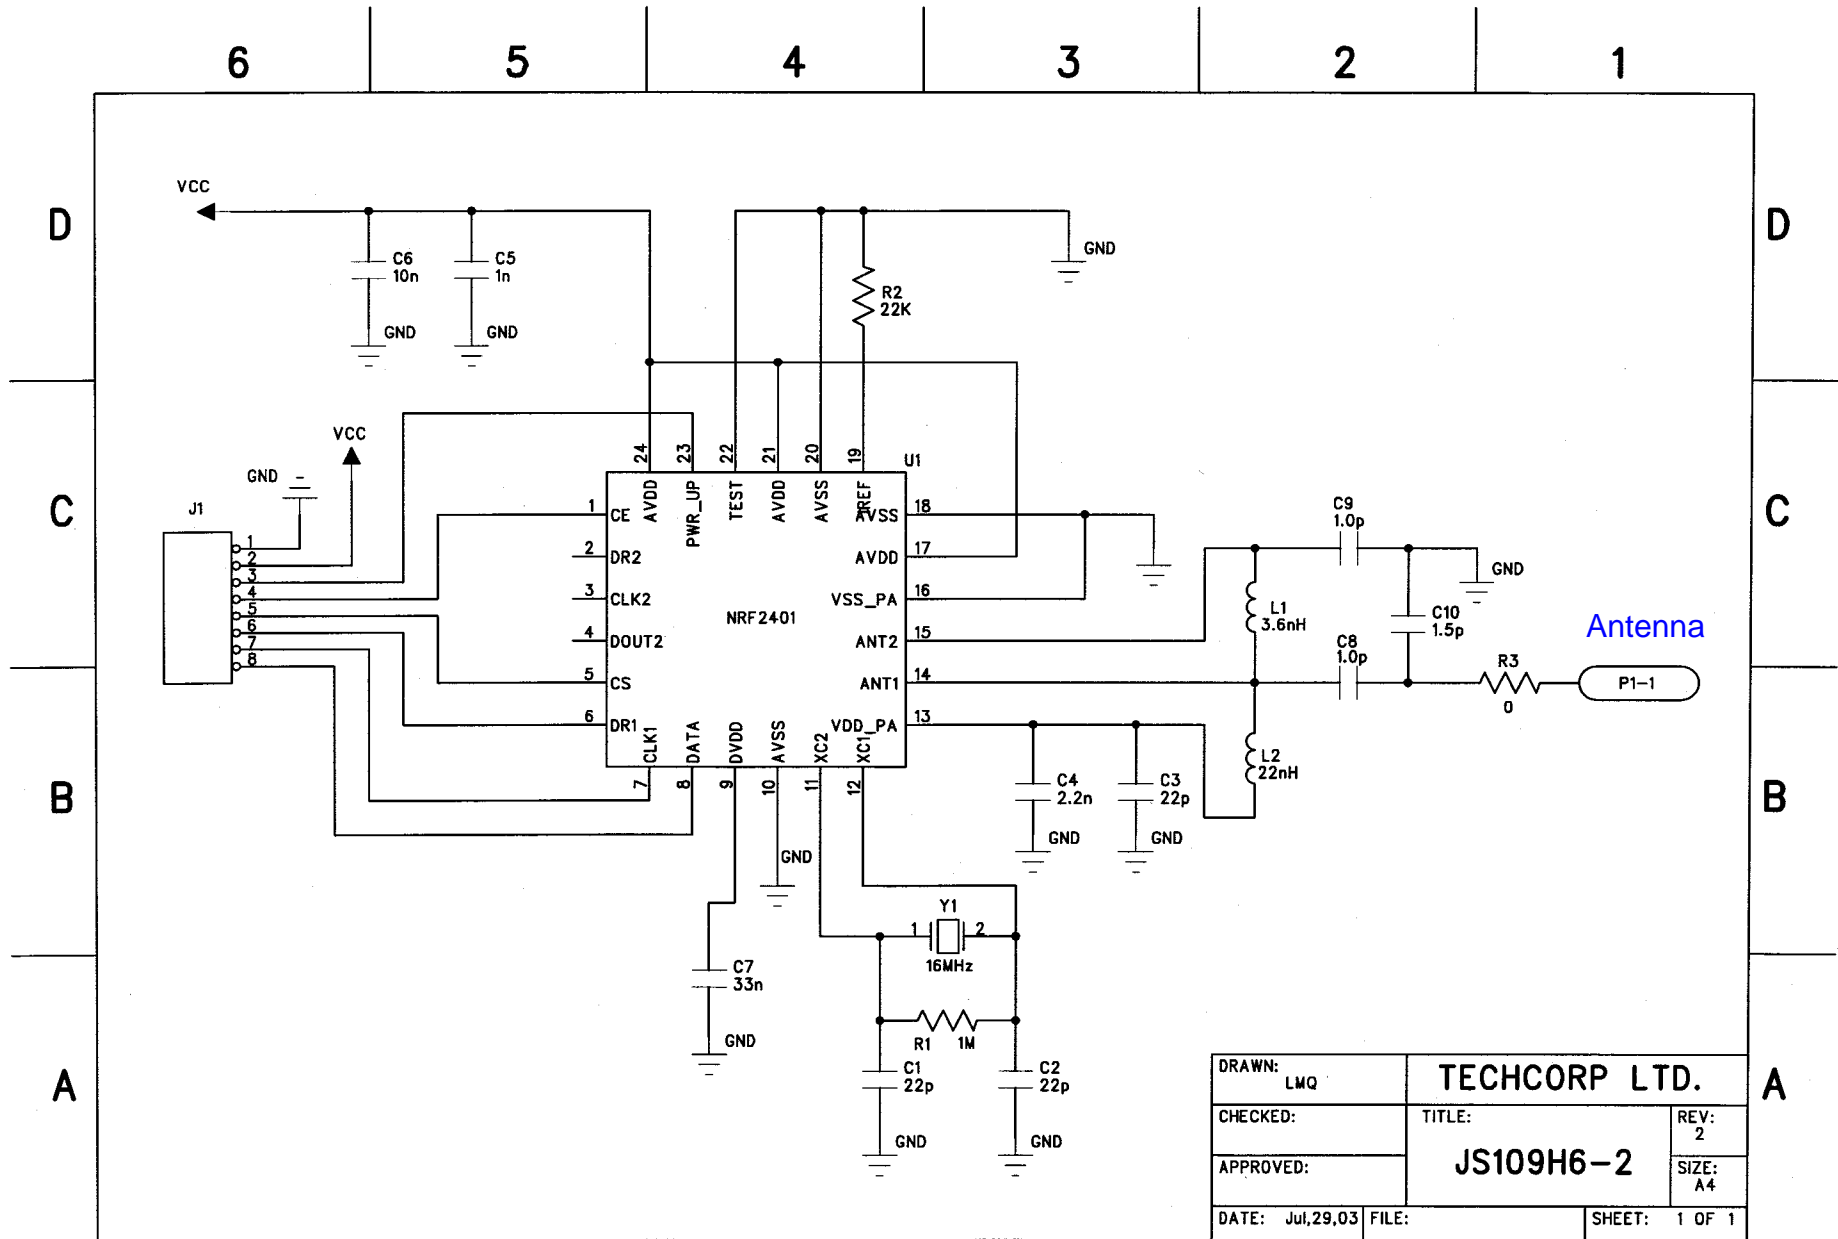 6 5 4 3 2 1
D D
C C
B B
A A
VCC
C6
10n
GND
C5
1n
GND
R2
22K
GND
VCC
GND
J1
1
2
3
4
5
6
7
8
24 23 22 21 20 19
U1
AVDD PWR_UP TEST AVDD AVSS IREF
1 CE
2 DR2
3 CLK2
4 DOUT2
5 CS
6 DR1
NRF2401
AVSS 18
AVDD 17
VSS_PA 16
ANT2 15
ANT1 14
VDD_PA 13
CLK1 DATA DVDD AVSS XC2 XC1
7 8 9 10 11 12
C9
1.0p
GND
L1
3.6nH
C10
1.5p
C8
1.0p
Antenna
R3
0
P1-1
L2
22nH
C4
2.2n
GND
C3
22p
GND
GND
Y1
1 2
16MHz
C7
33n
GND
R1 1M
C1
22p
GND
C2
22p
GND
DRAWN:
LMQ
TECHCORP LTD.
CHECKED:
TITLE:
JS109H6-2
REV:
2
APPROVED:
SIZE:
A4
DATE: Jul,29,03 FILE: SHEET: 1 OF 1